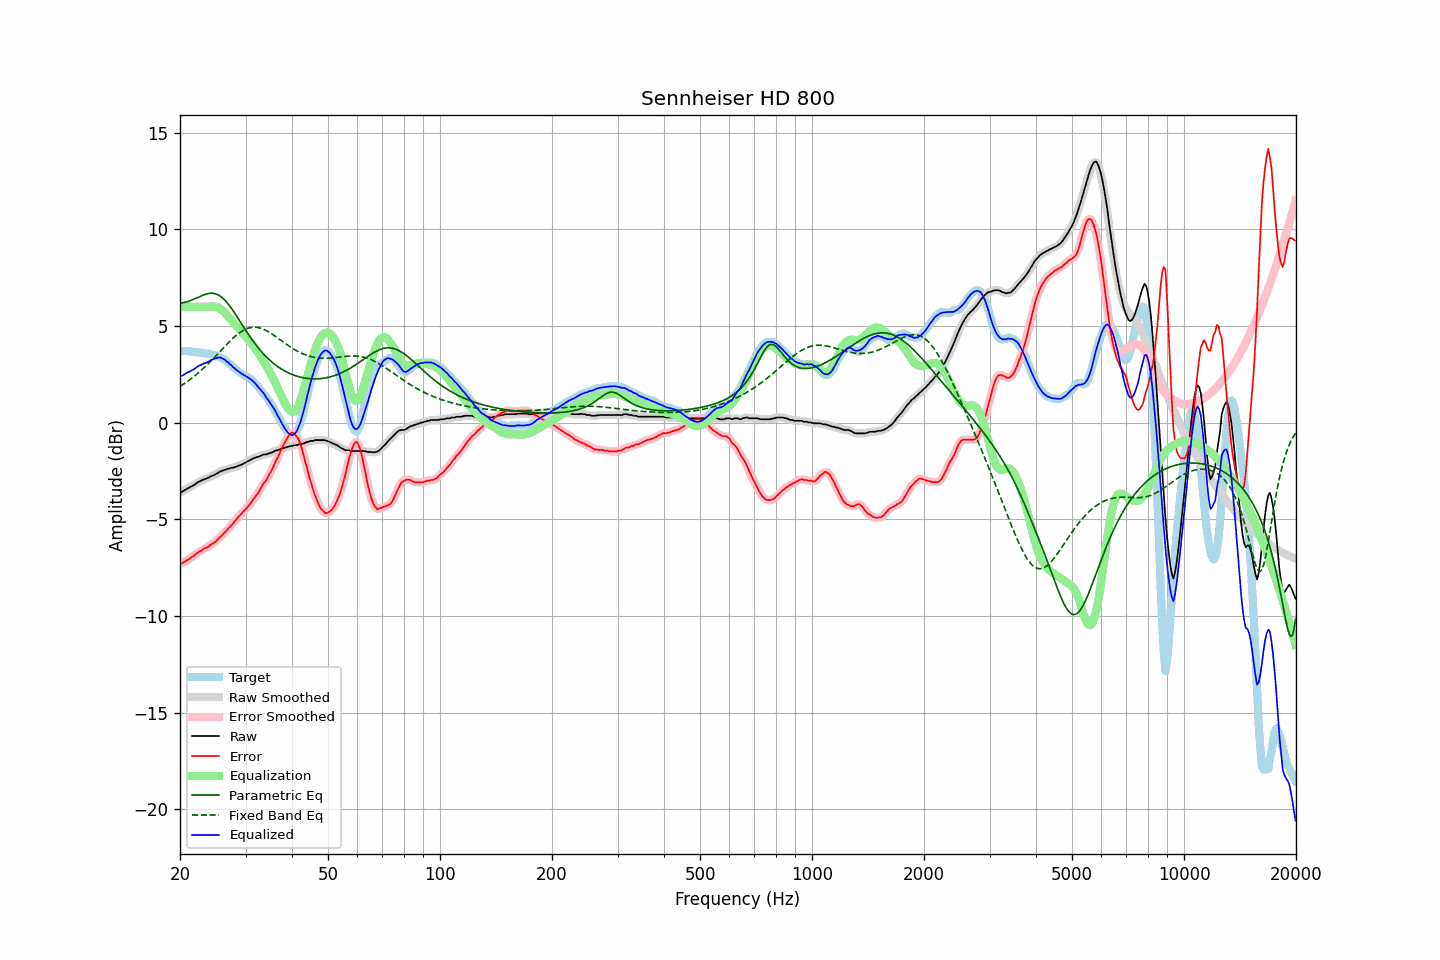 Sennheiser HD 800
15
10
5
0
−5
−10
−15
−20
Amplitude (dBr)
Target
Raw Smoothed
Error Smoothed
Raw
Error
Equalization
Parametric Eq
Fixed Band Eq
Equalized
20 50 100 200 500 1000 2000 5000 10000 20000
Frequency (Hz)